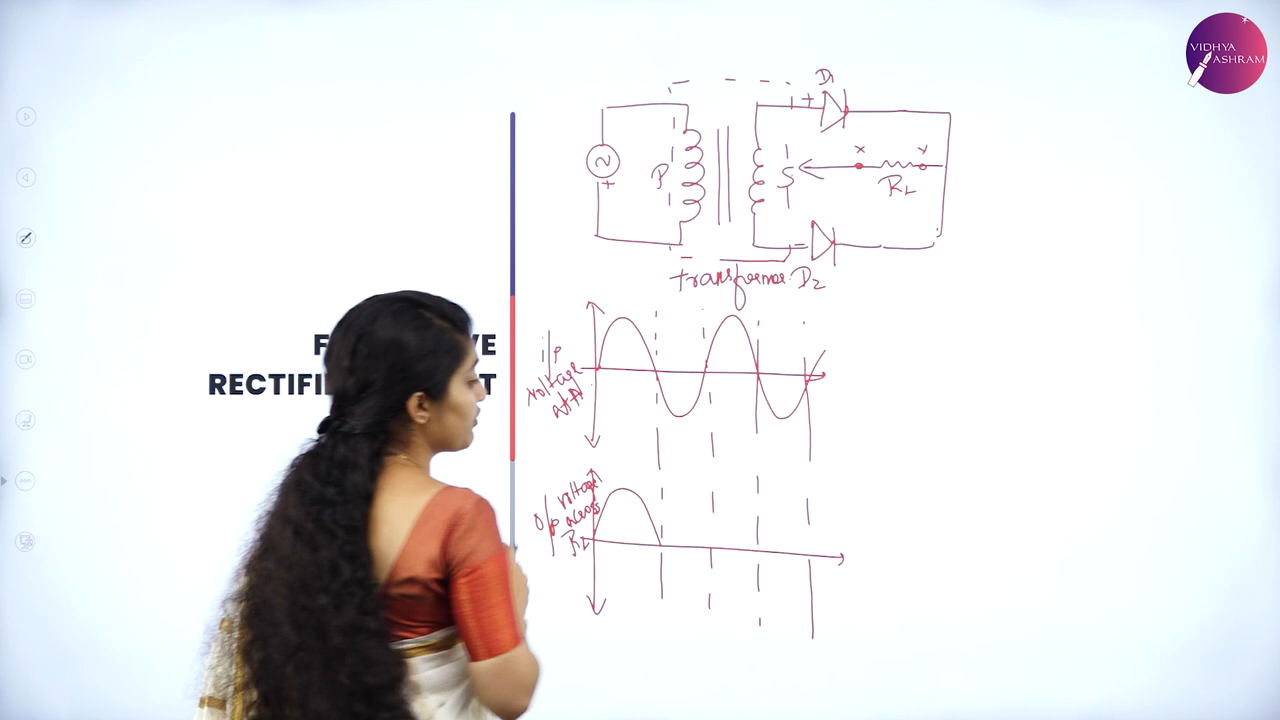 VIDHYA
ASHRAM
D1
+
x
y
P
S
RL
+
-
transformer
D2
F VE
RECTIFI T
i/p
voltage
at A
O/p voltage
across
RL